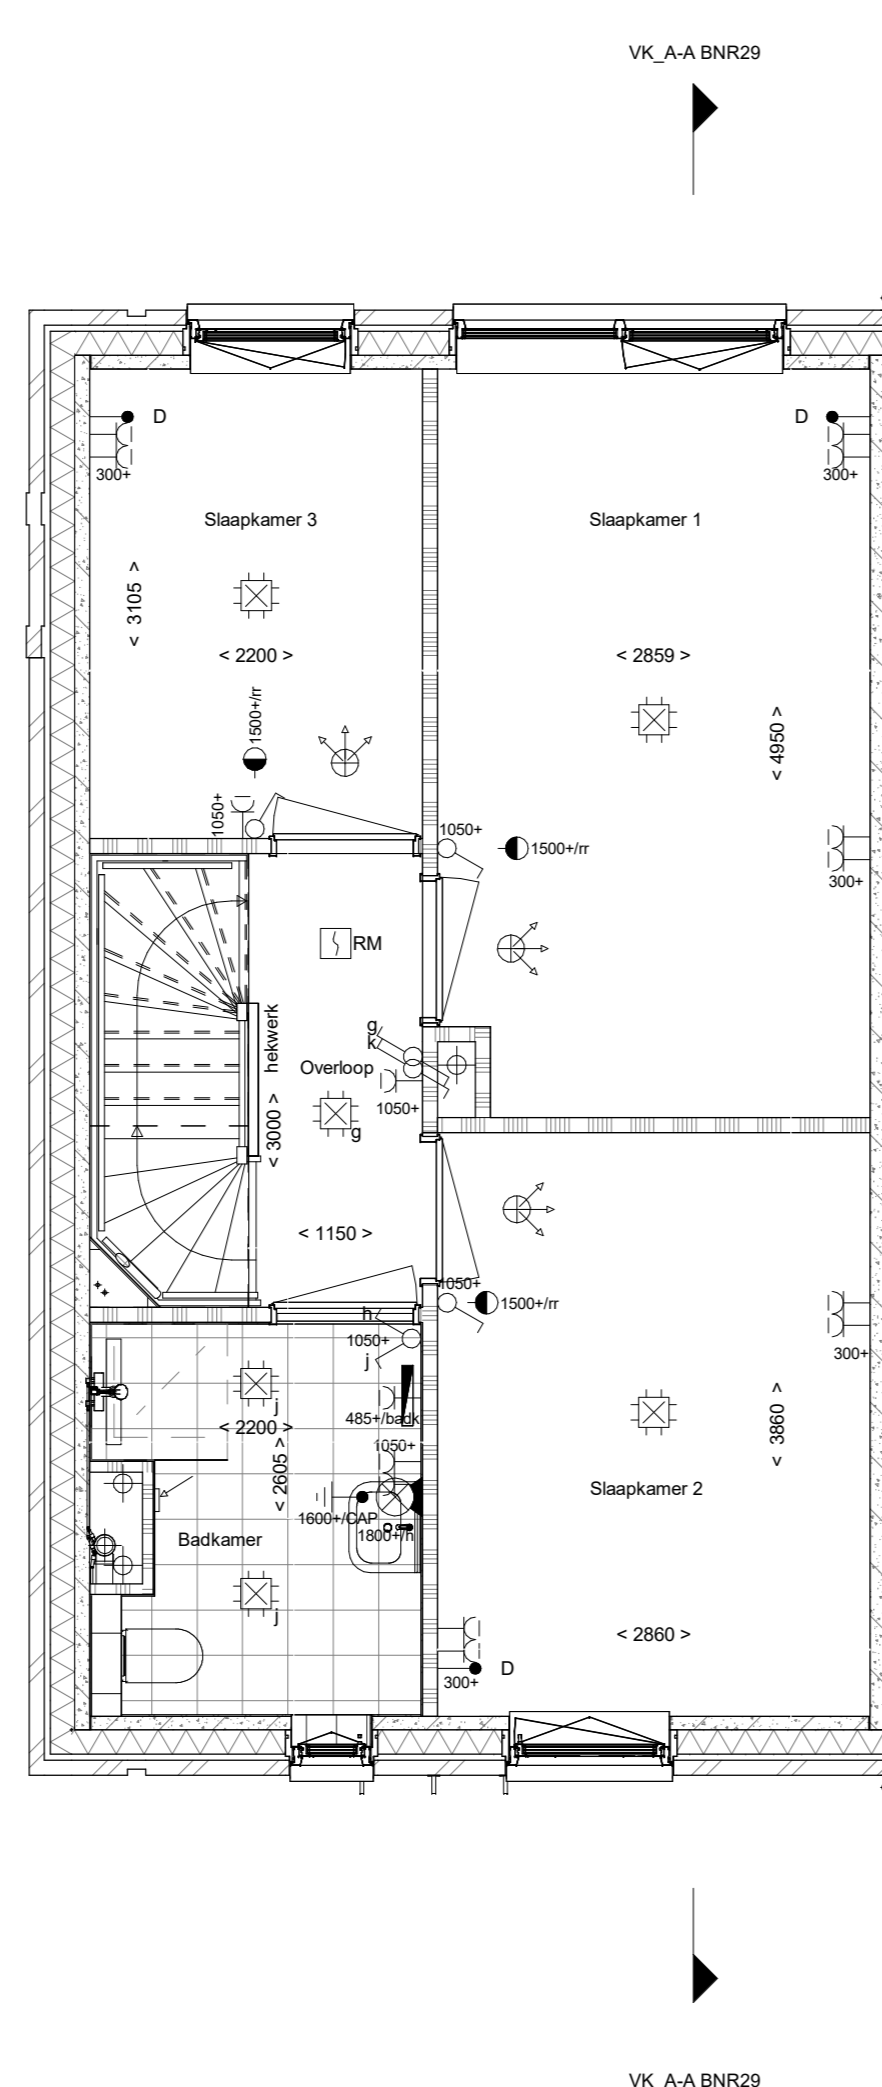 VK_A-A BNR29
D
D
300+
300+
Slaapkamer 3
Slaapkamer 1
< 3105 >
< 2200 >
< 2859 >
1500+/rr
< 4950 >
1050+
1050+
1500+/rr
300+
RM
hekwerk
g
k
Overloop
1050+
< 3000 >
g
< 1150 >
1050+
1500+/rr
h
1050+
j
300+
j
485+/badk
< 2200 >
1050+
< 2605 >
< 3860 >
Slaapkamer 2
1600+/CAP
1800+/h
Badkamer
j
< 2860 >
D
300+
VK_A-A BNR29